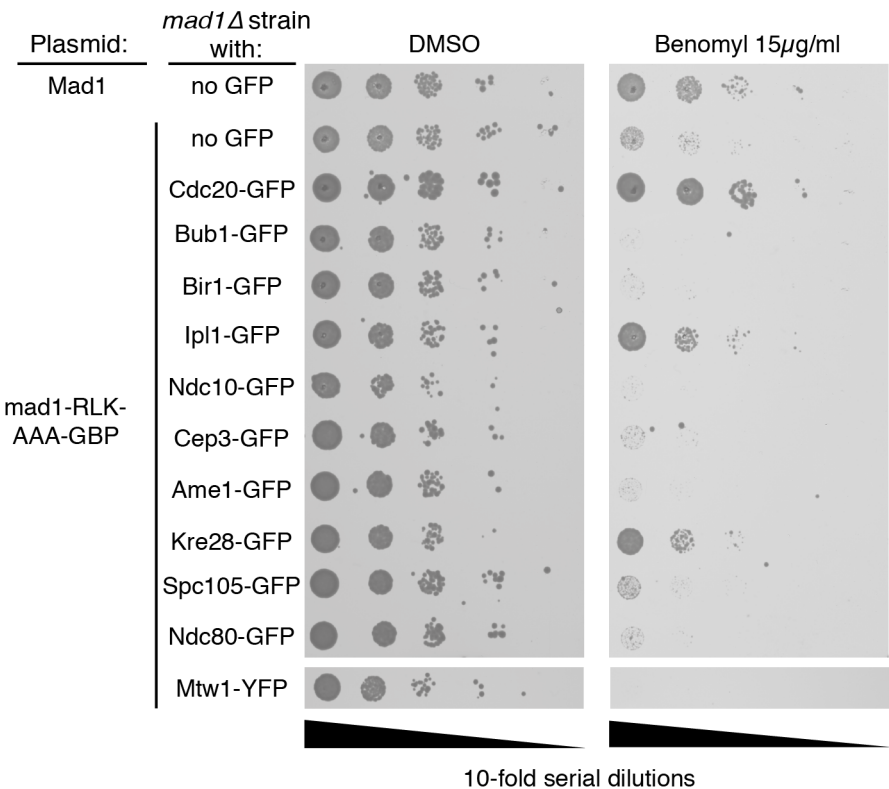 Plasmid:
mad1Δ strain
with:
DMSO
Benomyl 15µg/ml
Mad1
no GFP
no GFP
Cdc20-GFP
Bub1-GFP
Bir1-GFP
Ipl1-GFP
Ndc10-GFP
mad1-RLK-
AAA-GBP
Cep3-GFP
Ame1-GFP
Kre28-GFP
Spc105-GFP
Ndc80-GFP
Mtw1-YFP
10-fold serial dilutions